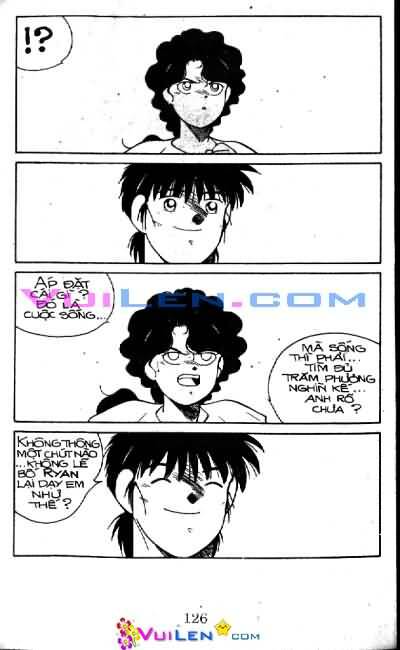 !?
ÁP ĐẶT
CÁI GÌ?
ĐÓ LÀ
CUỘC SỐNG...
VUILEN.COM
MÀ SỐNG
THÌ PHẢI...
TÌM ĐỦ
TRĂM PHƯƠNG
NGHÌN KẾ...
ANH RÕ
CHƯA?
KHÔNG THÔNG
MỘT CHÚT NÀO
...KHÔNG LẼ
BỐ RYAN
LẠI DẠY EM
NHƯ
THẾ?
126
VUILEN.COM